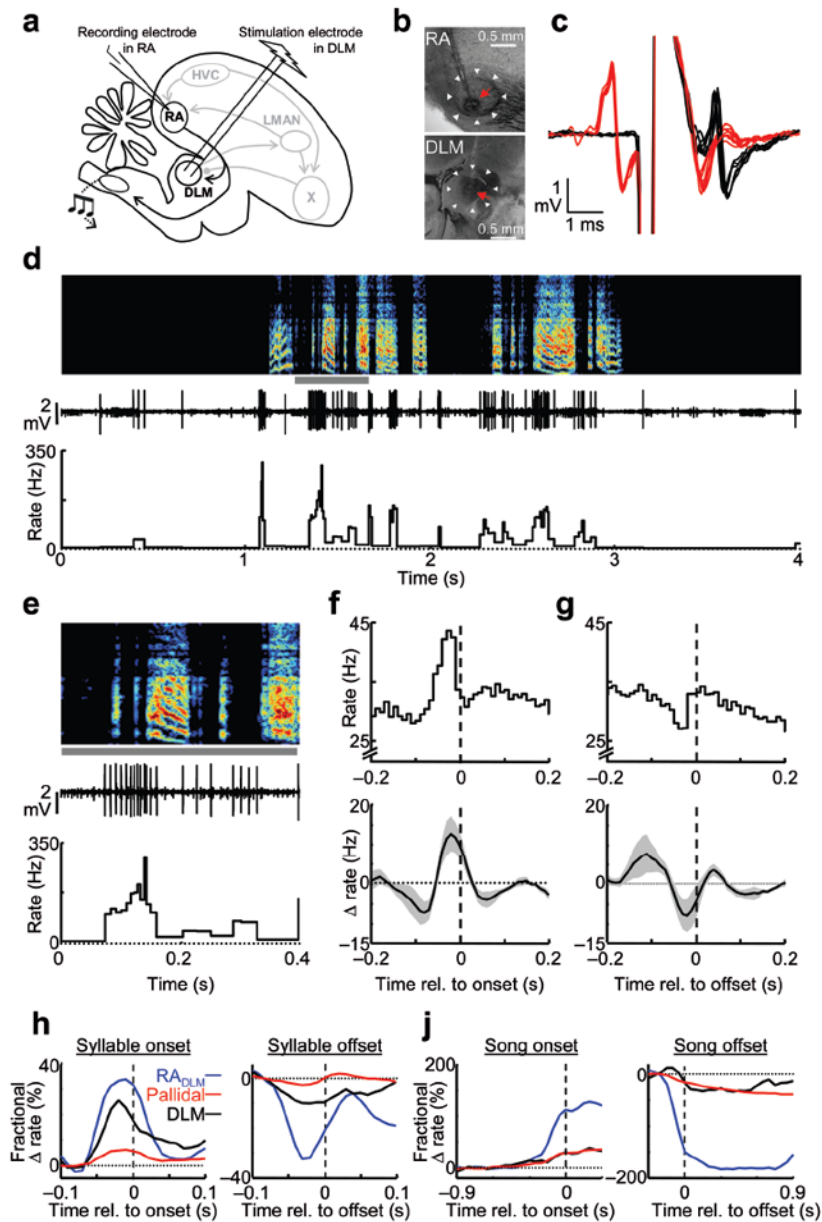 a
Recording electrode
in RA
Stimulation electrode
in DLM
HVC
RA
LMAN
DLM
X
b
RA
0.5 mm
DLM
0.5 mm
c
1
mV
1 ms
d
2
mV
350
Rate (Hz)
0
0 1 2 3 4
Time (s)
e
2
mV
350
Rate (Hz)
0
0 0.4
Time (s)
f
45
Rate (Hz)
25
−0.2 0 0.2
20
Δ rate (Hz)
0
−15
−0.2 0 0.2
Time rel. to onset (s)
g
45
25
−0.2 0 0.2
20
0
−15
−0.2 0 0.2
Time rel. to offset (s)
h
Syllable onset
40
Fractional
Δ rate (%)
0
RADLM
Pallidal
DLM
−0.1 0 0.1
Time rel. to onset (s)
Syllable offset
0
−40
−0.1 0 0.1
Time rel. to offset (s)
j
Song onset
200
Fractional
Δ rate (%)
0
−0.9 0
Time rel. to onset (s)
Song offset
0
−200
0 0.9
Time rel. to offset (s)